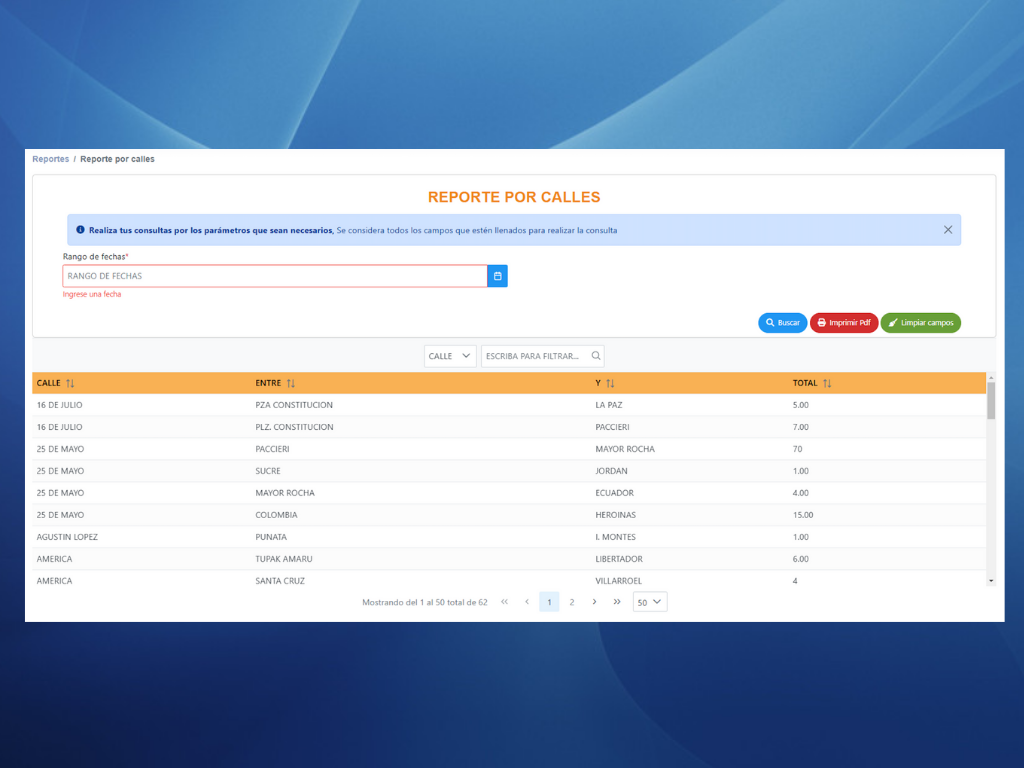 Reportes / Reporte por calles
REPORTE POR CALLES
Realiza tus consultas por los parámetros que sean necesarios, Se considera todos los campos que estén llenados para realizar la consulta
Rango de fechas*
RANGO DE FECHAS
Ingrese una fecha
Buscar Imprimir Pdf Limpiar campos
CALLE ESCRIBA PARA FILTRAR...
CALLE ENTRE Y TOTAL
16 DE JULIO PZA CONSTITUCION LA PAZ 5.00
16 DE JULIO PLZ. CONSTITUCION PACCIERI 7.00
25 DE MAYO PACCIERI MAYOR ROCHA 70
25 DE MAYO SUCRE JORDAN 1.00
25 DE MAYO MAYOR ROCHA ECUADOR 4.00
25 DE MAYO COLOMBIA HEROINAS 15.00
AGUSTIN LOPEZ PUNATA I. MONTES 1.00
AMERICA TUPAK AMARU LIBERTADOR 6.00
AMERICA SANTA CRUZ VILLARROEL 4
Mostrando del 1 al 50 total de 62 « ‹ 1 2 › » 50